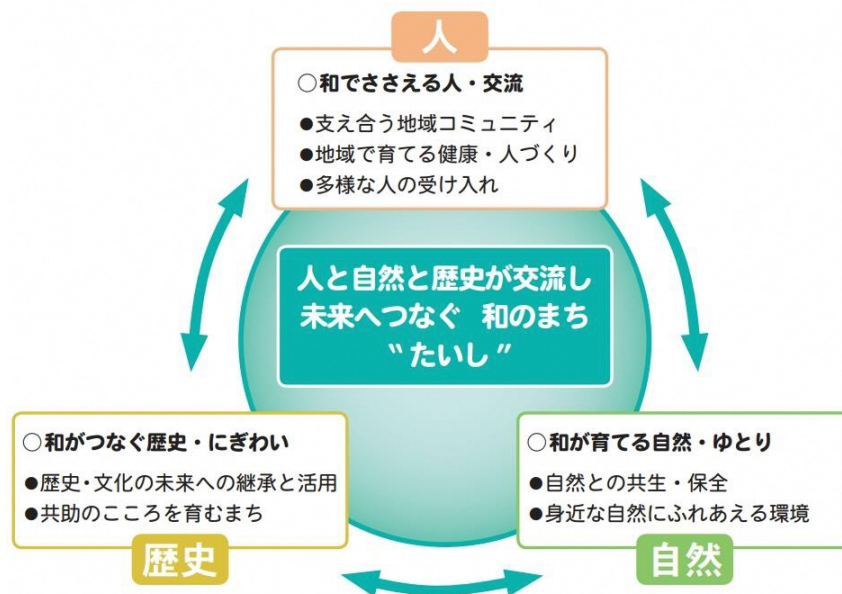 人
○和でささえる人・交流
●支え合う地域コミュニティ
●地域で育てる健康・人づくり
●多様な人の受け入れ
人と自然と歴史が交流し
未来へつなぐ 和のまち
〝たいし〟
○和がつなぐ歴史・にぎわい
●歴史・文化の未来への継承と活用
●共助のこころを育むまち
歴史
○和が育てる自然・ゆとり
●自然との共生・保全
●身近な自然にふれあえる環境
自然